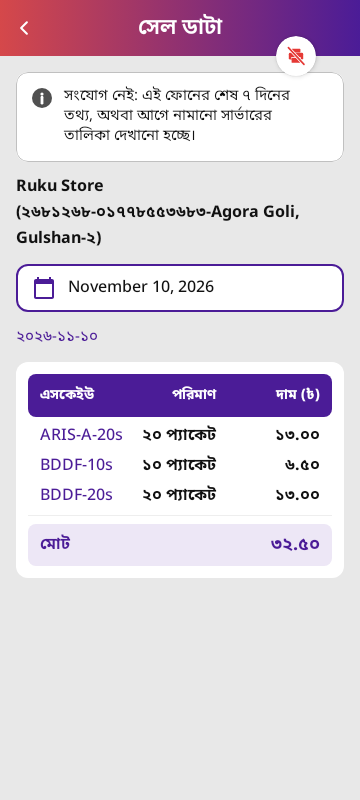 সেল ডাটা
সংযোগ নেই: এই ফোনের শেষ ৭ দিনের
তথ্য, অথবা আগে নামানো সার্ভারের
তালিকা দেখানো হচ্ছে।
Ruku Store
(২৬৮১২৬৮-০১৭৭৮৫৫৩৬৮৩-Agora Goli,
Gulshan-২)
November 10, 2026
২০২৬-১১-১০
এসকেইউ পরিমাণ দাম (৳)
ARIS-A-20s ২০ প্যাকেট ১৩.০০
BDDF-10s ১০ প্যাকেট ৬.৫০
BDDF-20s ২০ প্যাকেট ১৩.০০
মোট ৩২.৫০